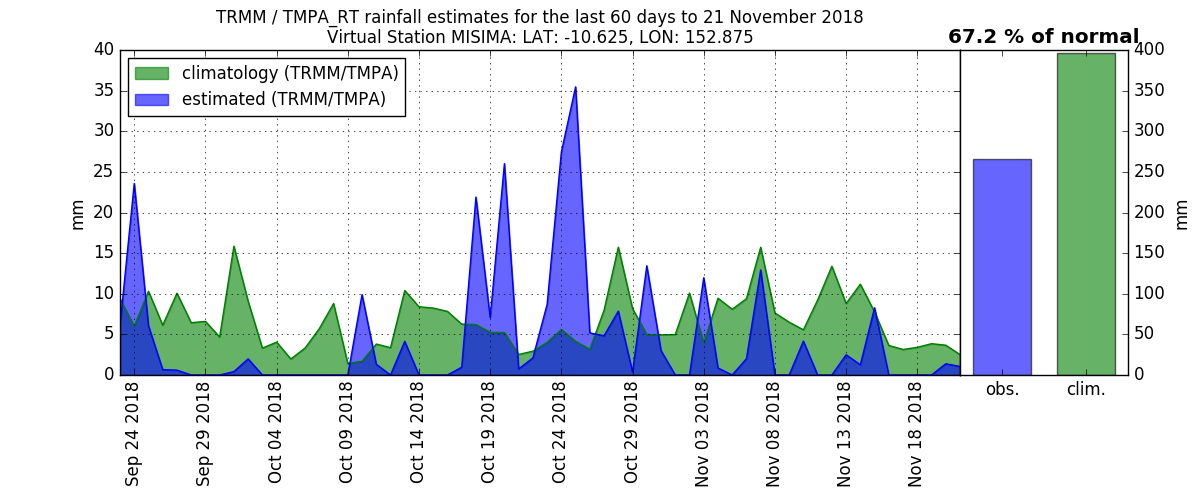 TRMM / TMPA_RT rainfall estimates for the last 60 days to 21 November 2018
Virtual Station MISIMA: LAT: -10.625, LON: 152.875
67.2 % of normal
climatology (TRMM/TMPA)
estimated (TRMM/TMPA)
mm
40
35
30
25
20
15
10
5
0
Sep 24 2018
Sep 29 2018
Oct 04 2018
Oct 09 2018
Oct 14 2018
Oct 19 2018
Oct 24 2018
Oct 29 2018
Nov 03 2018
Nov 08 2018
Nov 13 2018
Nov 18 2018
obs.
clim.
400
350
300
250
200
150
100
50
0
mm